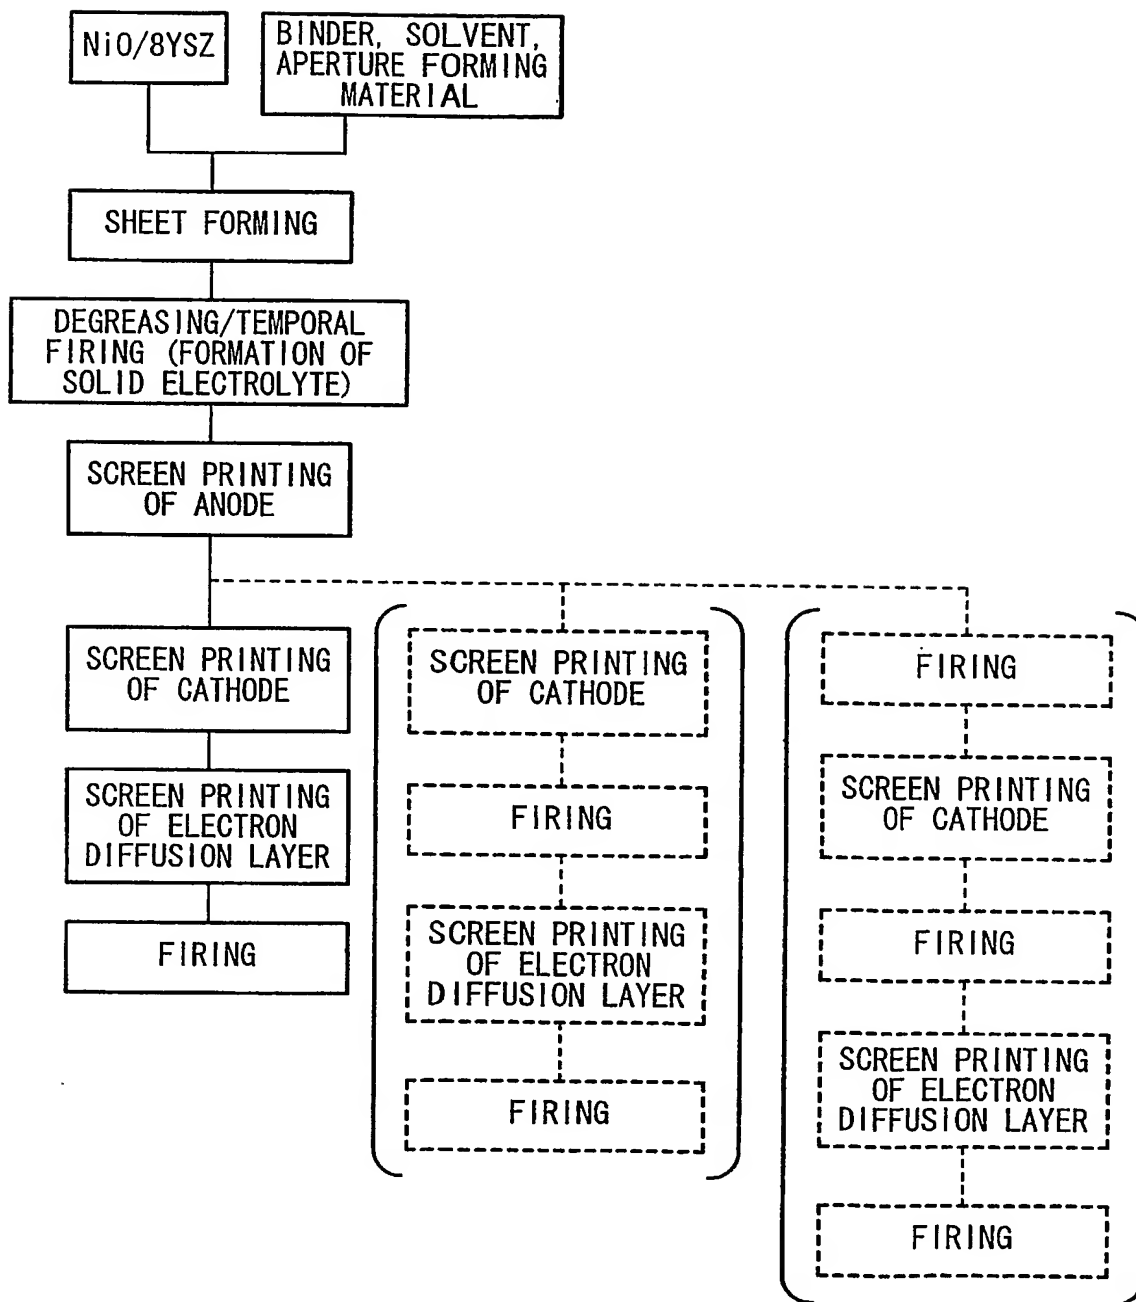 NiO/8YSZ
BINDER, SOLVENT,
APERTURE FORMING
MATERIAL
SHEET FORMING
DEGREASING/TEMPORAL
FIRING (FORMATION OF
SOLID ELECTROLYTE)
SCREEN PRINTING
OF ANODE
SCREEN PRINTING
OF CATHODE
SCREEN PRINTING
OF ELECTRON
DIFFUSION LAYER
FIRING
SCREEN PRINTING
OF CATHODE
FIRING
SCREEN PRINTING
OF ELECTRON
DIFFUSION LAYER
FIRING
FIRING
SCREEN PRINTING
OF CATHODE
FIRING
SCREEN PRINTING
OF ELECTRON
DIFFUSION LAYER
FIRING